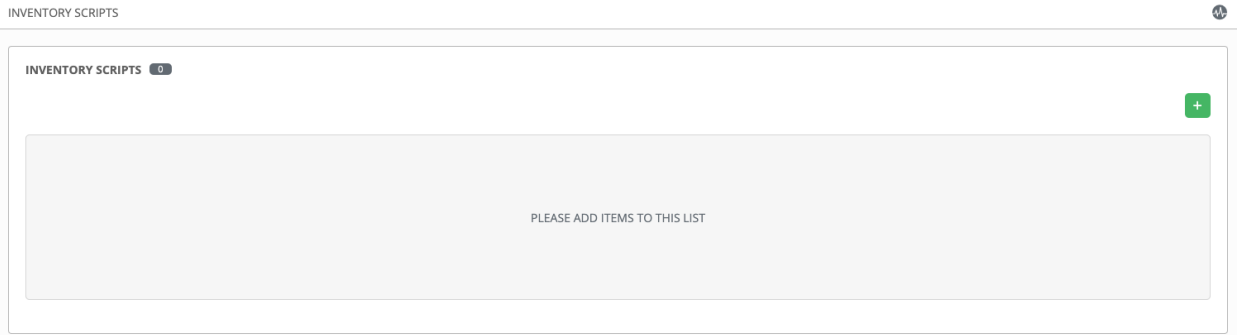 INVENTORY SCRIPTS
INVENTORY SCRIPTS 0
+
PLEASE ADD ITEMS TO THIS LIST